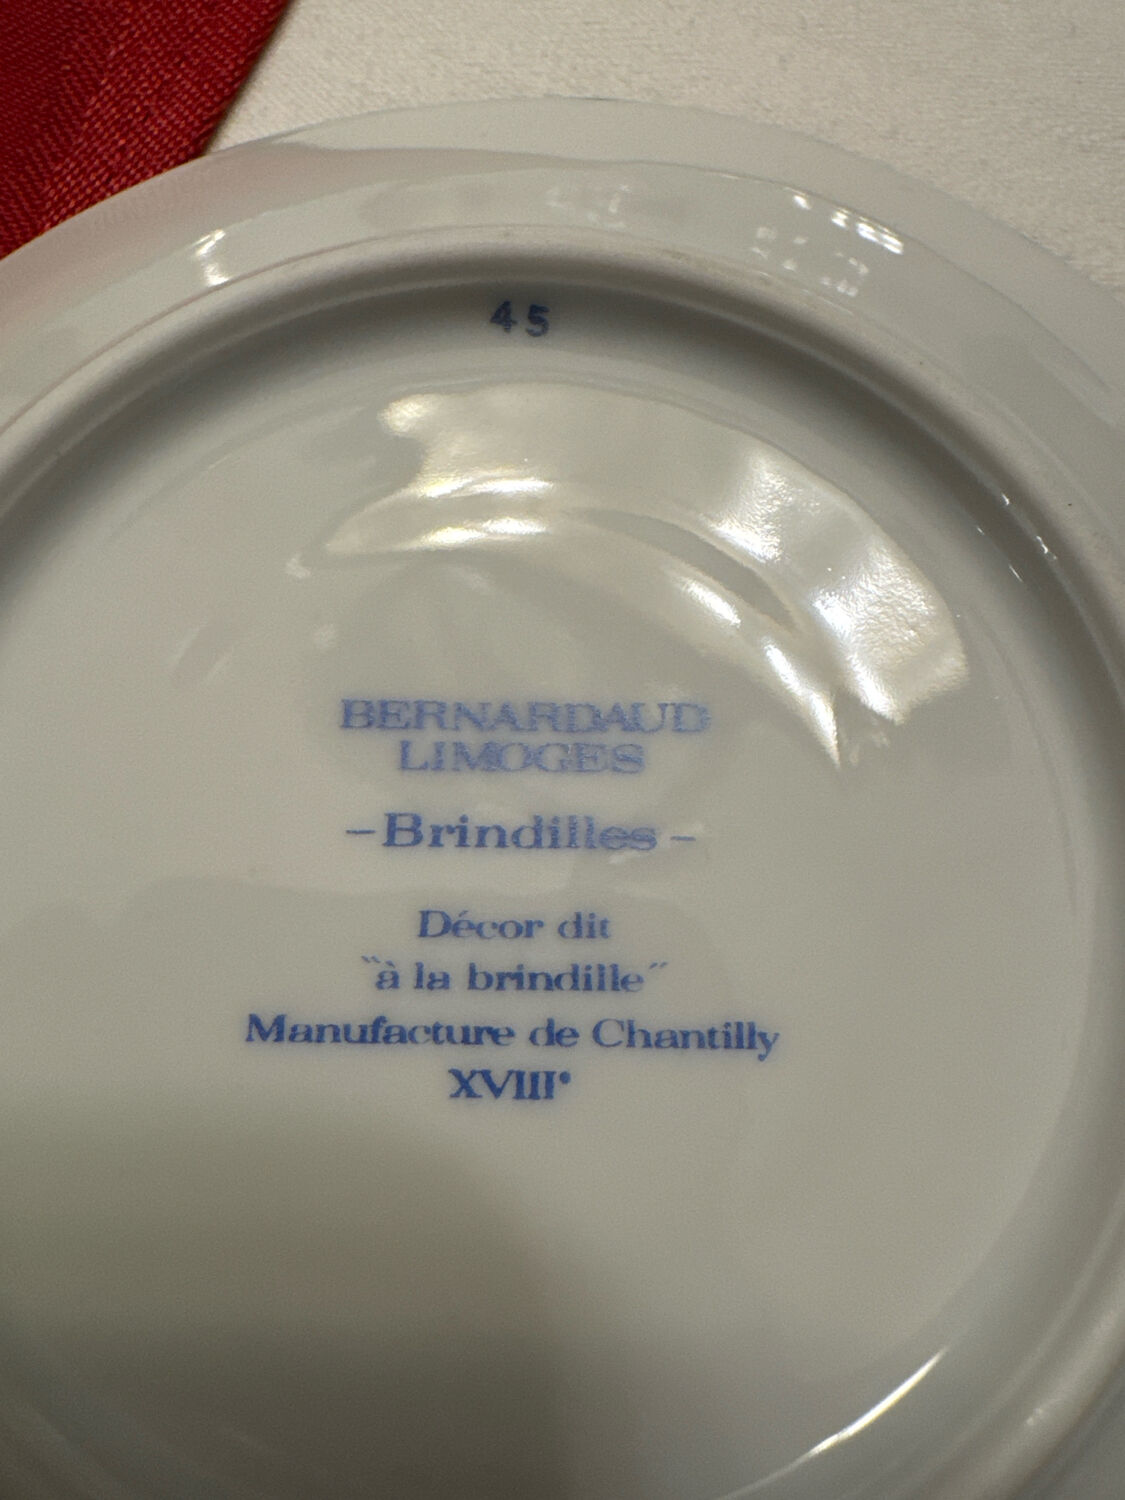 45
BERNARDAUD
LIMOGES
-Brindilles-
Décor dit
"à la brindille"
Manufacture de Chantilly
XVIIIe